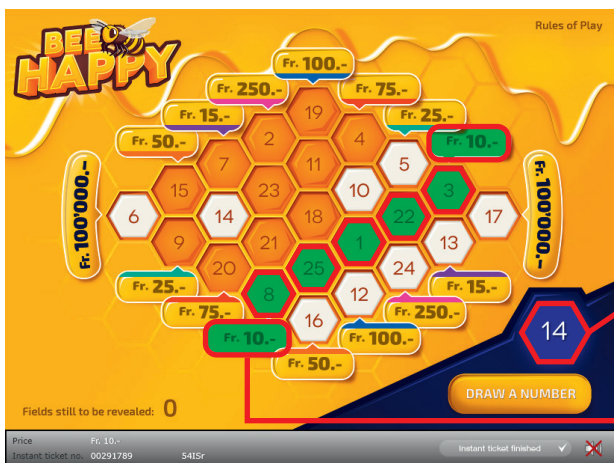 BEE
HAPPY
Rules of Play
Fr. 100.-
Fr. 250.-
Fr. 75.-
Fr. 15.-
Fr. 25.-
Fr. 50.-
Fr. 10.-
19
2
4
7
11
5
15
23
10
3
Fr. 100'000.-
6
14
18
22
17
Fr. 100'000.-
9
21
1
13
20
25
24
8
12
16
Fr. 25.-
Fr. 15.-
Fr. 75.-
Fr. 250.-
Fr. 10.-
Fr. 100.-
Fr. 50.-
14
DRAW A NUMBER
Fields still to be revealed: 0
Price Fr. 10.-
Instant ticket no. 00291789 54ISr
Instant ticket finished